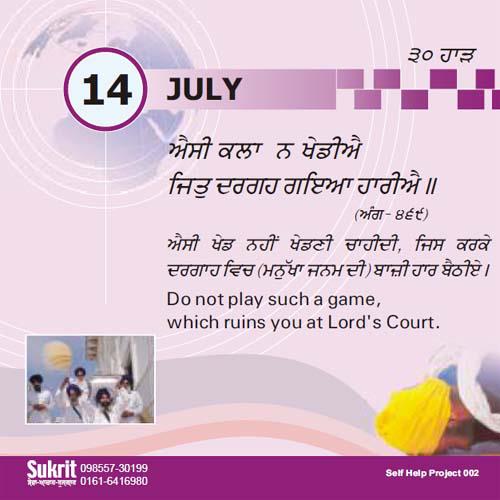 ੩੦ ਹਾੜ
14 JULY
ਐਸੀ ਕਲਾ ਨ ਖੇਡੀਐ
ਜਿਤੁ ਦਰਗਹ ਗਇਆ ਹਾਰੀਐ॥
(ਅੰਗ-੪੬੯)
ਐਸੀ ਖੇਡ ਨਹੀਂ ਖੇਡਣੀ ਚਾਹੀਦੀ, ਜਿਸ ਕਰਕੇ
ਦਰਗਾਹ ਵਿਚ (ਮਨੁੱਖਾ ਜਨਮ ਦੀ) ਬਾਜ਼ੀ ਹਾਰ ਬੈਠੀਏ।
Do not play such a game,
which ruins you at Lord's Court.
Sukrit 098557-30199
0161-6416980
Self Help Project 002